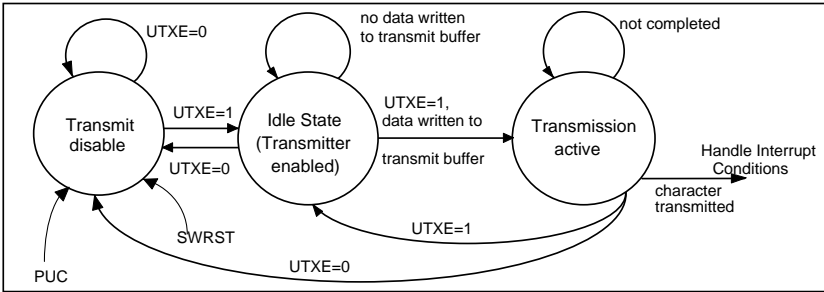 UTXE=0
no data written
to transmit buffer
not completed
UTXE=1
UTXE=1,
data written to
transmit buffer
Transmit
disable
Idle State
(Transmitter
enabled)
Transmission
active
UTXE=0
Handle Interrupt
Conditions
character
transmitted
SWRST
UTXE=1
UTXE=0
PUC